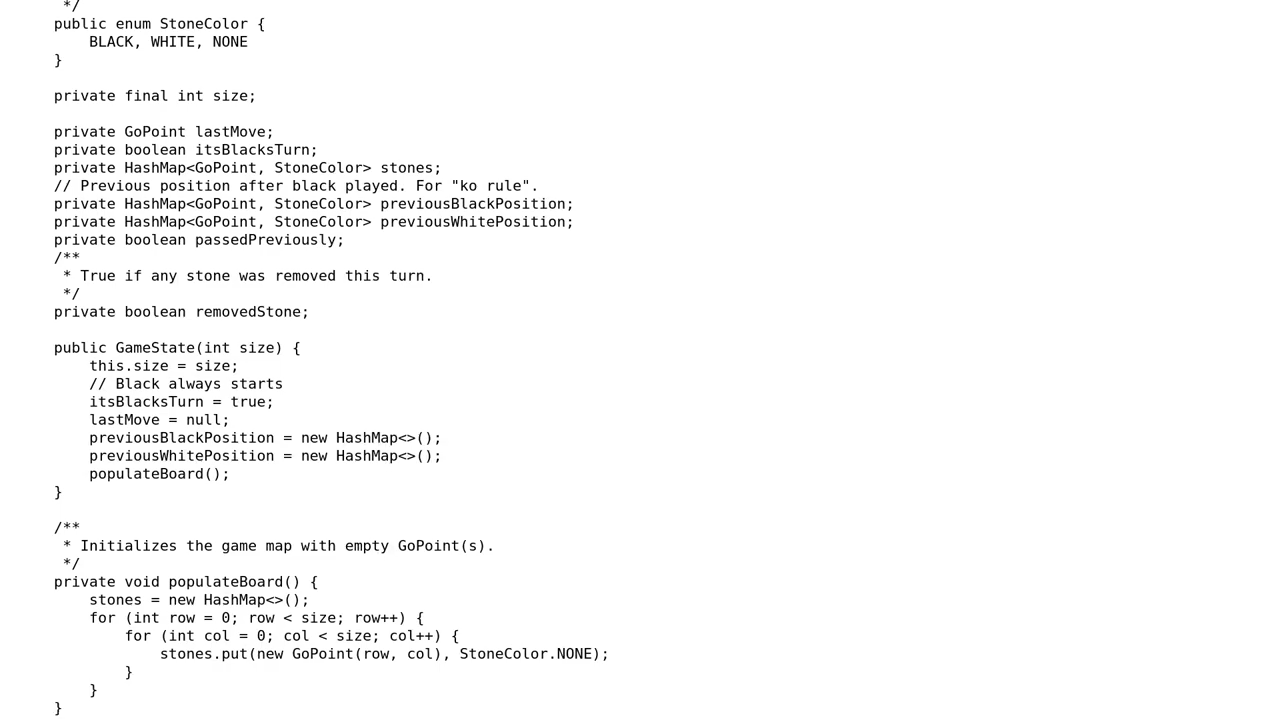 */
public enum StoneColor {
    BLACK, WHITE, NONE
}

private final int size;

private GoPoint lastMove;
private boolean itsBlacksTurn;
private HashMap<GoPoint, StoneColor> stones;
// Previous position after black played. For "ko rule".
private HashMap<GoPoint, StoneColor> previousBlackPosition;
private HashMap<GoPoint, StoneColor> previousWhitePosition;
private boolean passedPreviously;
/**
 * True if any stone was removed this turn.
 */
private boolean removedStone;

public GameState(int size) {
    this.size = size;
    // Black always starts
    itsBlacksTurn = true;
    lastMove = null;
    previousBlackPosition = new HashMap<>();
    previousWhitePosition = new HashMap<>();
    populateBoard();
}

/**
 * Initializes the game map with empty GoPoint(s).
 */
private void populateBoard() {
    stones = new HashMap<>();
    for (int row = 0; row < size; row++) {
        for (int col = 0; col < size; col++) {
            stones.put(new GoPoint(row, col), StoneColor.NONE);
        }
    }
}